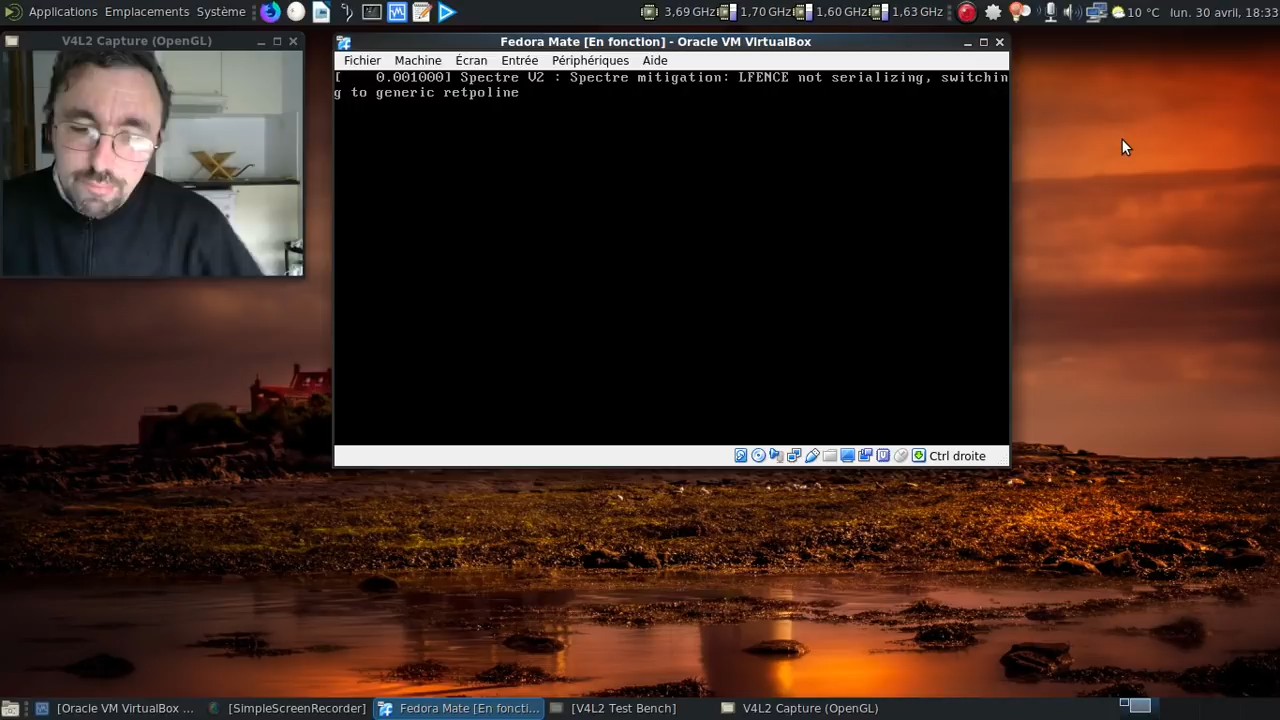 Applications Emplacements Système
3,69 GHz 1,70 GHz 1,60 GHz 1,63 GHz 10 °C lun. 30 avril, 18:33
V4L2 Capture (OpenGL)
Fedora Mate [En fonction] - Oracle VM VirtualBox
Fichier Machine Écran Entrée Périphériques Aide
[    0.001000] Spectre V2 : Spectre mitigation: LFENCE not serializing, switchin
g to generic retpoline
Ctrl droite
[Oracle VM VirtualBox ... [SimpleScreenRecorder] Fedora Mate [En foncti... [V4L2 Test Bench] V4L2 Capture (OpenGL)